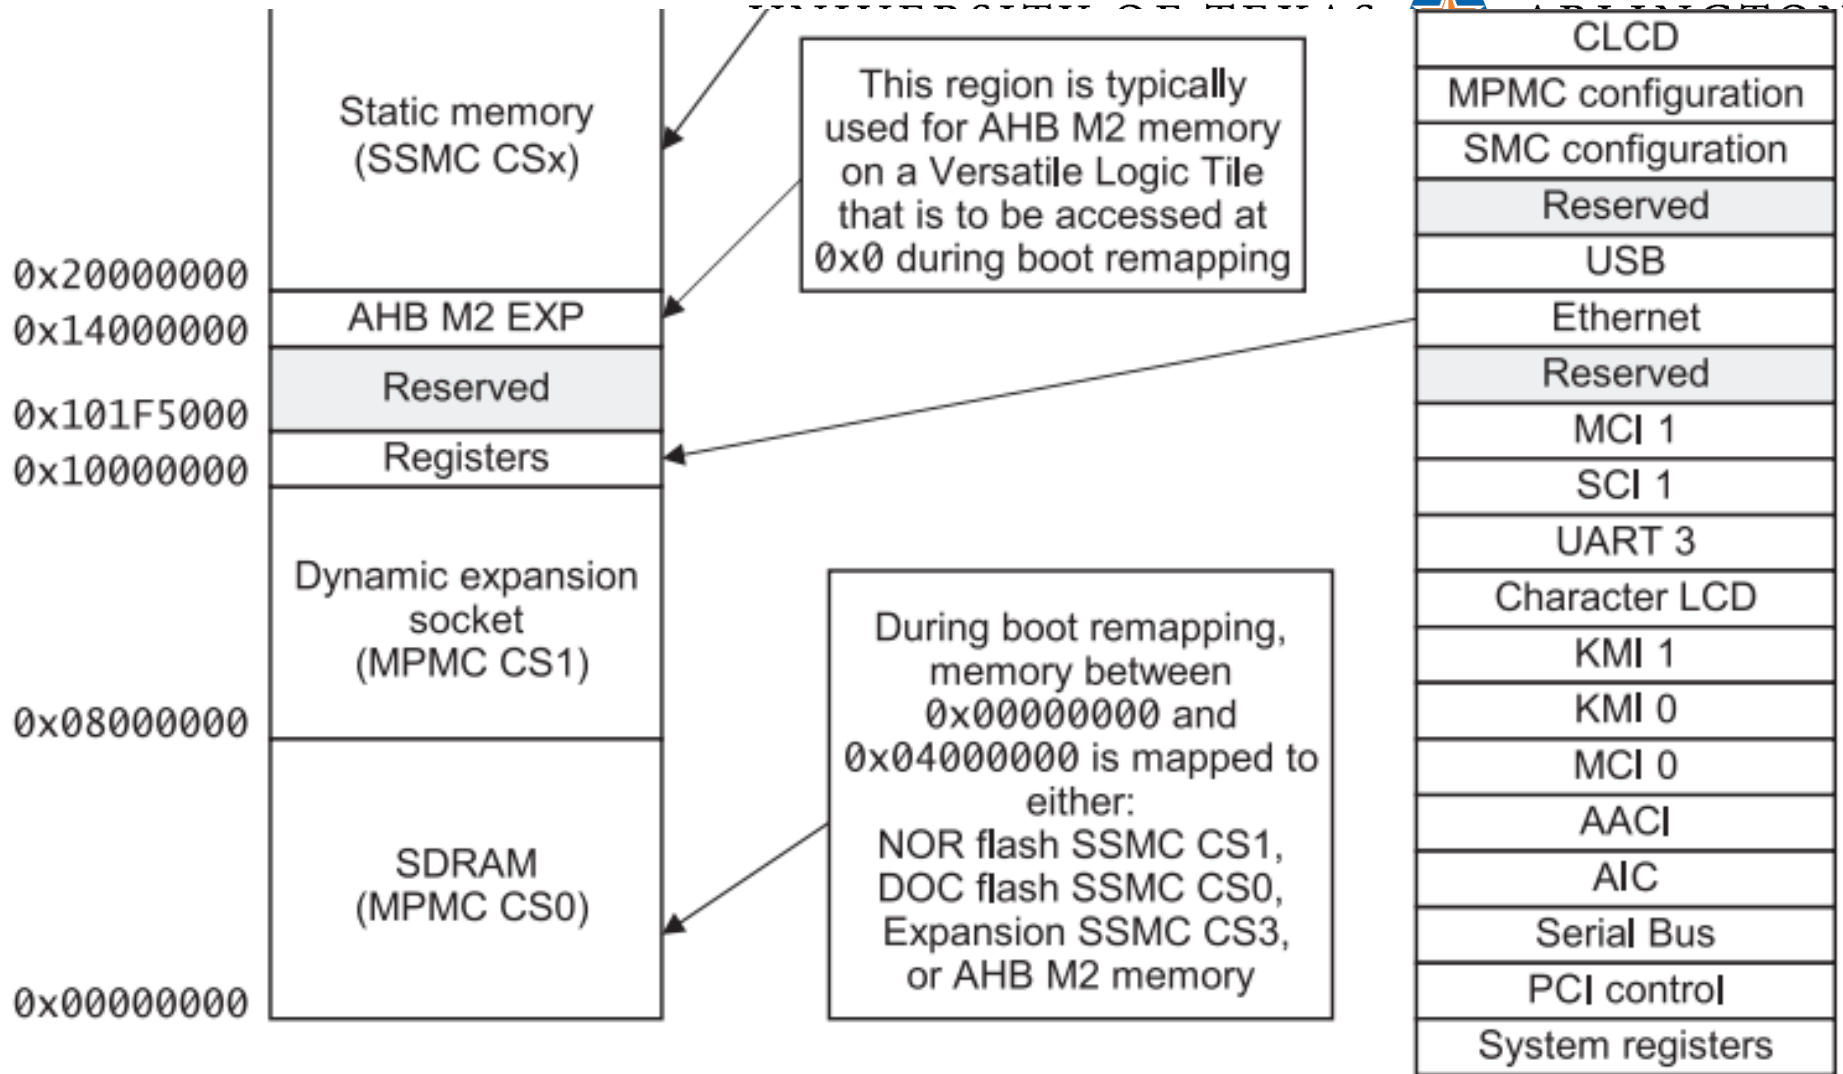 UNIVERSITY OF TEXAS ARLINGTON
Static memory
(SSMC CSx)
0x20000000
AHB M2 EXP
0x14000000
Reserved
0x101F5000
Registers
0x10000000
Dynamic expansion
socket
(MPMC CS1)
0x08000000
SDRAM
(MPMC CS0)
0x00000000
This region is typically
used for AHB M2 memory
on a Versatile Logic Tile
that is to be accessed at
0x0 during boot remapping
During boot remapping,
memory between
0x00000000 and
0x04000000 is mapped to
either:
NOR flash SSMC CS1,
DOC flash SSMC CS0,
Expansion SSMC CS3,
or AHB M2 memory
CLCD
MPMC configuration
SMC configuration
Reserved
USB
Ethernet
Reserved
MCI 1
SCI 1
UART 3
Character LCD
KMI 1
KMI 0
MCI 0
AACI
AIC
Serial Bus
PCI control
System registers